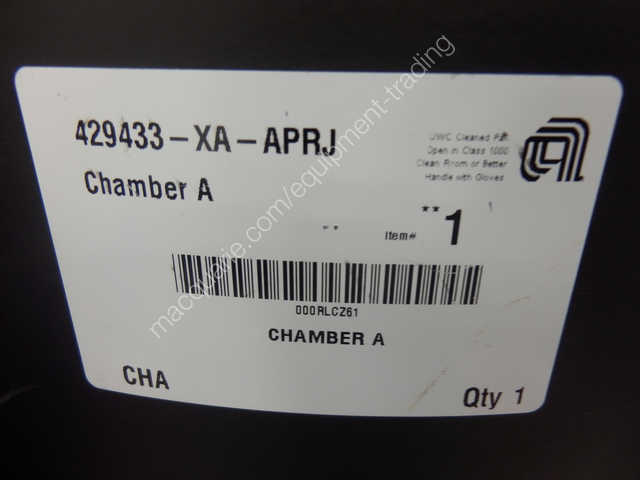 429433-XA-APRJ
Chamber A
UWC Cleaned Part
Open in Class 1000
Clean Room or Better
Handle with Gloves
Item# **1
000RLCZ61
CHAMBER A
CHA
Qty 1
macquarie.com/equipment-trading